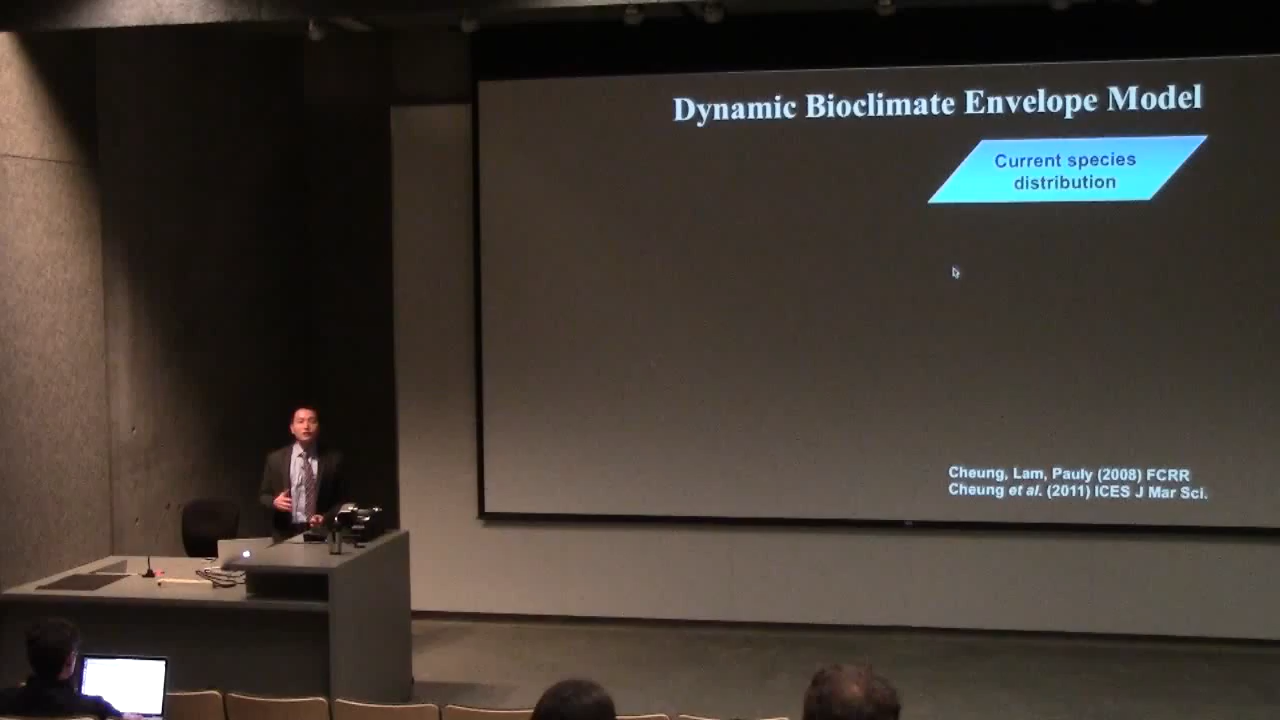 Dynamic Bioclimate Envelope Model
Current species
distribution
Cheung, Lam, Pauly (2008) FCRR
Cheung et al. (2011) ICES J Mar Sci.